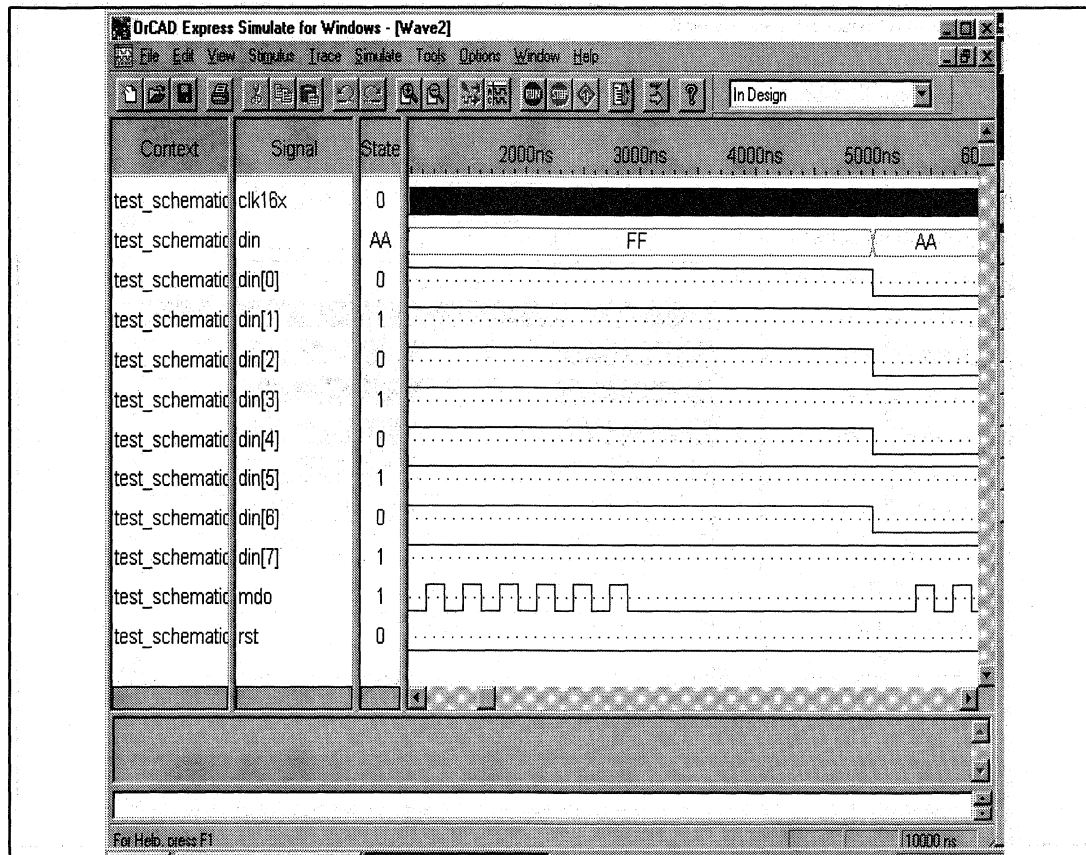 OrCAD Express Simulate for Windows - [Wave2]
File Edit View Stimulus Trace Simulate Tools Options Window Help
In Design
Context Signal State 2000ns 3000ns 4000ns 5000ns 60
test_schematic clk16x 0
test_schematic din AA FF AA
test_schematic din[0] 0
test_schematic din[1] 1
test_schematic din[2] 0
test_schematic din[3] 1
test_schematic din[4] 0
test_schematic din[5] 1
test_schematic din[6] 0
test_schematic din[7] 1
test_schematic mdo 1
test_schematic rst 0
For Help, press F1 10000 ns